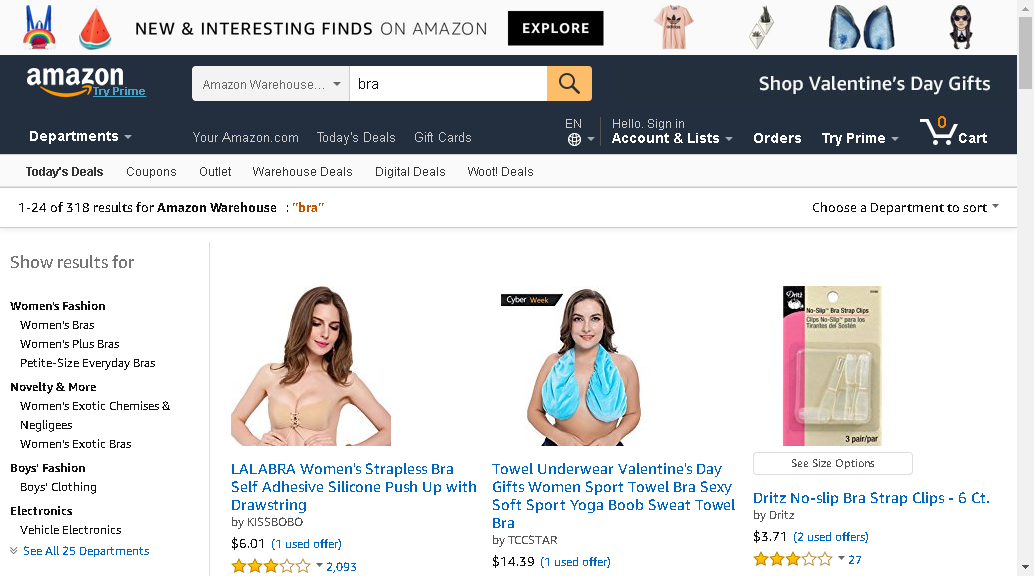 NEW & INTERESTING FINDS ON AMAZON
EXPLORE
amazon
Try Prime
Amazon Warehouse...
bra
Shop Valentine's Day Gifts
Departments
Your Amazon.com
Today's Deals
Gift Cards
EN
Hello. Sign in
Account & Lists
Orders
Try Prime
0
Cart
Today's Deals
Coupons
Outlet
Warehouse Deals
Digital Deals
Woot! Deals
1-24 of 318 results for Amazon Warehouse : "bra"
Choose a Department to sort
Show results for
Women's Fashion
Women's Bras
Women's Plus Bras
Petite-Size Everyday Bras
Novelty & More
Women's Exotic Chemises &
Negligees
Women's Exotic Bras
Boys' Fashion
Boys' Clothing
Electronics
Vehicle Electronics
See All 25 Departments
LALABRA Women's Strapless Bra
Self Adhesive Silicone Push Up with
Drawstring
by KISSBOBO
$6.01 (1 used offer)
2,093
Cyber Week
Towel Underwear Valentine's Day
Gifts Women Sport Towel Bra Sexy
Soft Sport Yoga Boob Sweat Towel
Bra
by TCCSTAR
$14.39 (1 used offer)
Dritz
No-Slip™ Bra Strap Clips
Clips No-Slip™ para los
Tirantes del Sostén
3 pair/par
See Size Options
Dritz No-slip Bra Strap Clips - 6 Ct.
by Dritz
$3.71 (2 used offers)
27